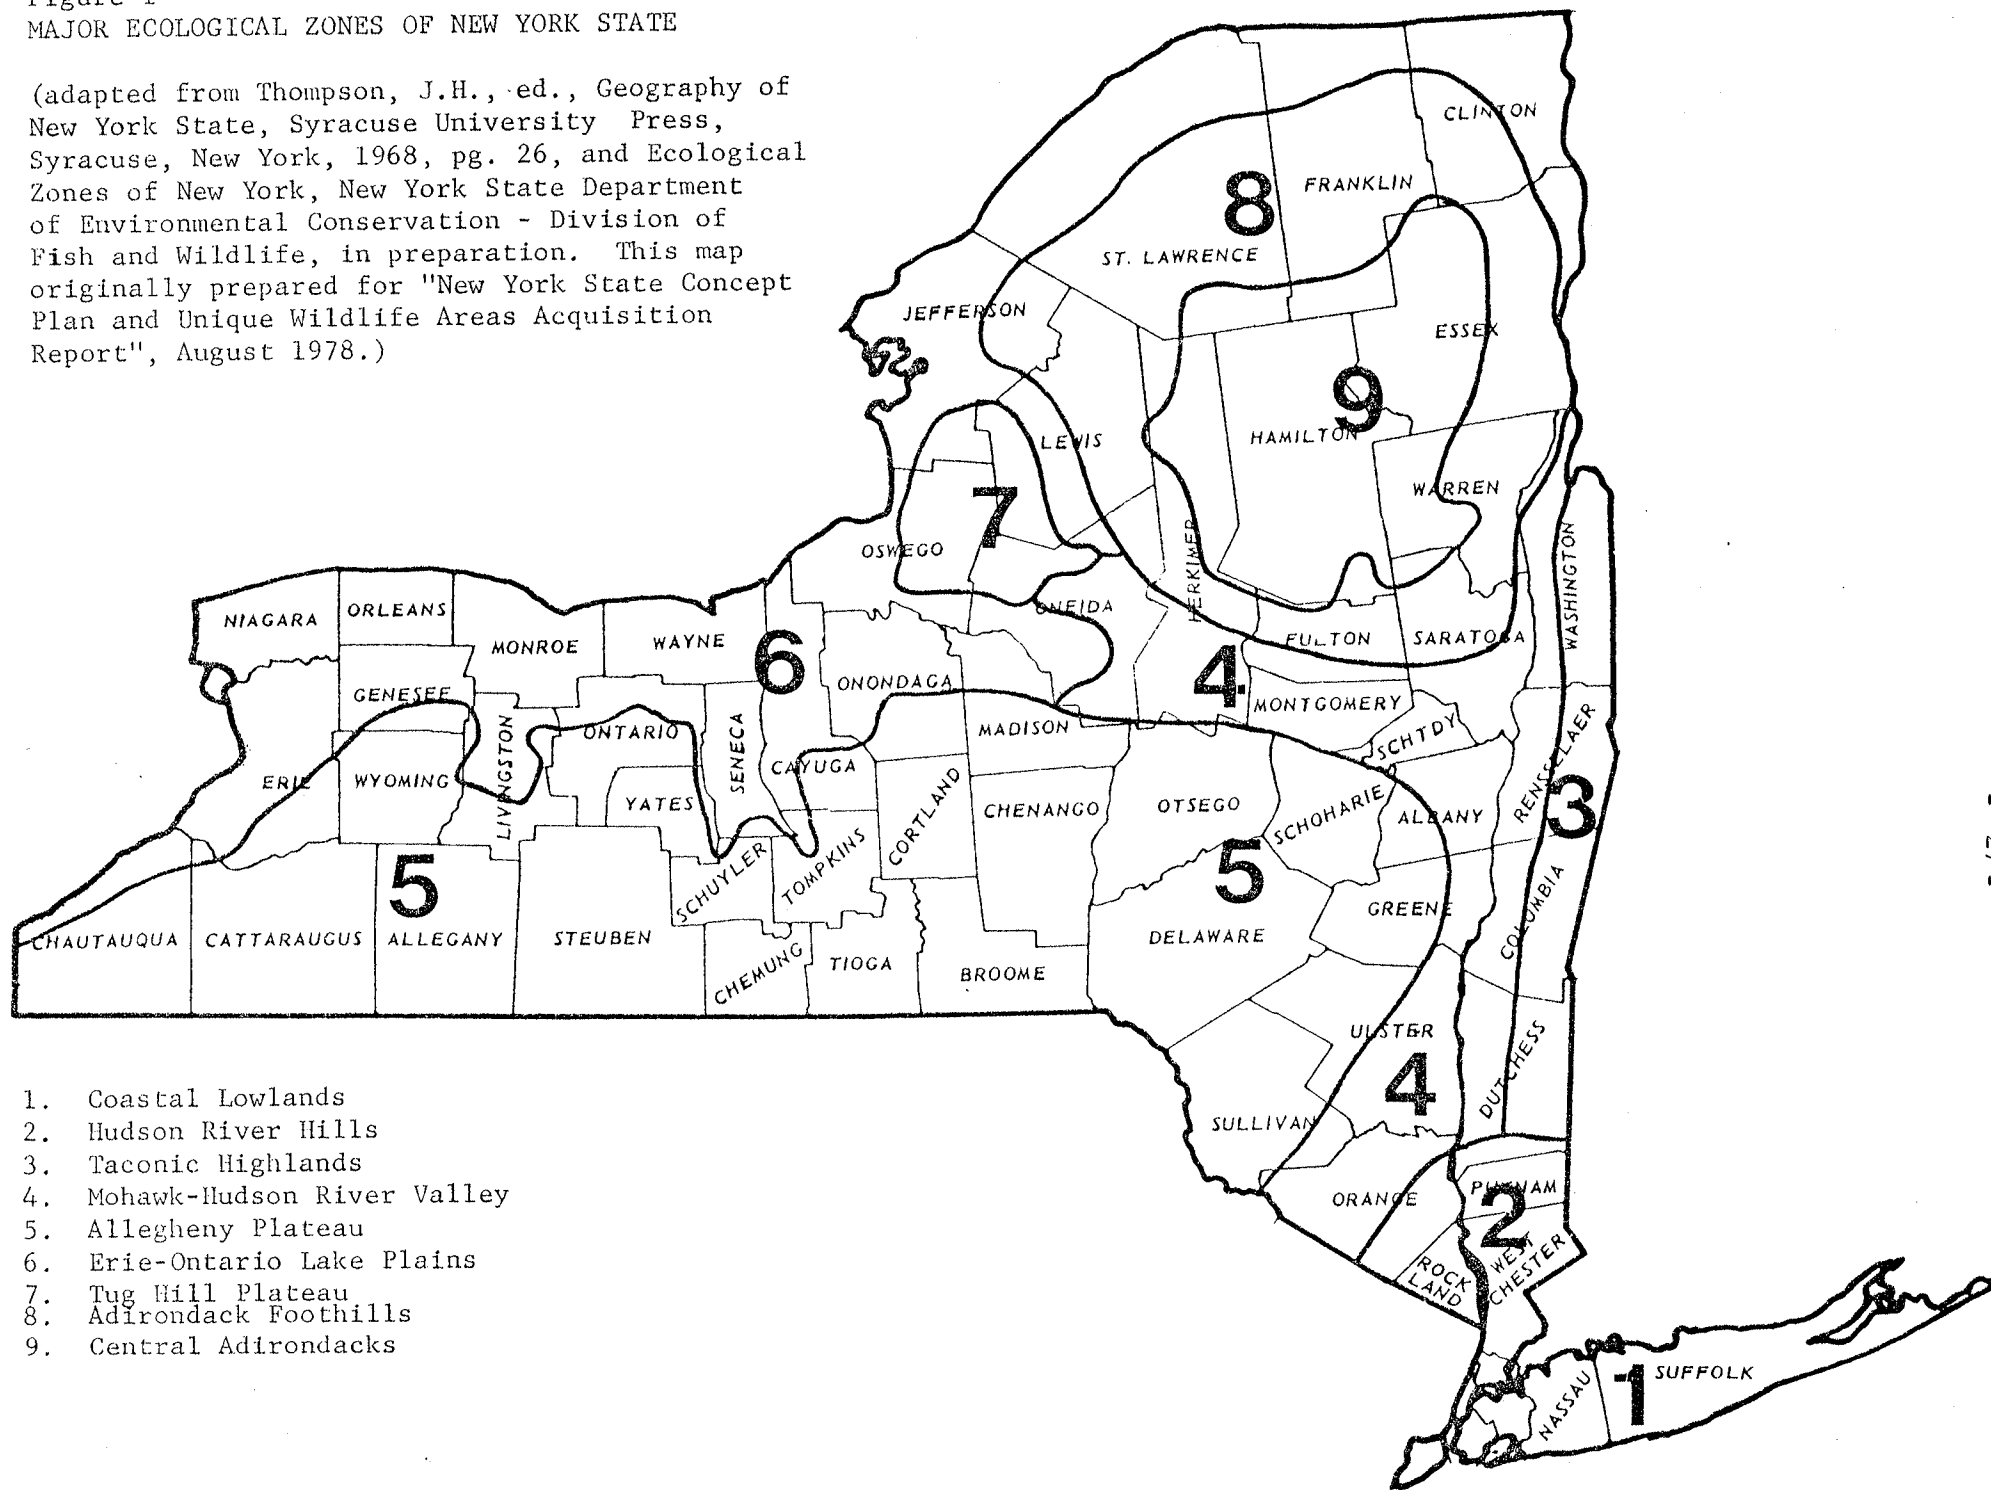 Figure 1
MAJOR ECOLOGICAL ZONES OF NEW YORK STATE
(adapted from Thompson, J.H., ed., Geography of
New York State, Syracuse University Press,
Syracuse, New York, 1968, pg. 26, and Ecological
Zones of New York, New York State Department
of Environmental Conservation - Division of
Fish and Wildlife, in preparation. This map
originally prepared for "New York State Concept
Plan and Unique Wildlife Areas Acquisition
Report", August 1978.)
CLINTON
FRANKLIN
8
ST. LAWRENCE
JEFFERSON
ESSEX
9
HAMILTON
LEWIS
WARREN
7
OSWEGO
HERKIMER
WASHINGTON
ONEIDA
NIAGARA
ORLEANS
MONROE
WAYNE
6
FULTON
SARATOGA
4
ONONDAGA
GENESEE
MONTGOMERY
SCHTDY
RENSSELAER
ONTARIO
MADISON
SENECA
LIVINGSTON
CAYUGA
ERIE
WYOMING
YATES
CORTLAND
CHENANGO
OTSEGO
SCHOHARIE
ALBANY
3
5
5
SCHUYLER
TOMPKINS
GREENE
COLUMBIA
CHAUTAUQUA
CATTARAUGUS
ALLEGANY
STEUBEN
DELAWARE
CHEMUNG
TIOGA
BROOME
ULSTER
4
DUTCHESS
SULLIVAN
ORANGE
PUTNAM
2
WEST
CHESTER
ROCK
LAND
NASSAU
1
SUFFOLK
1. Coastal Lowlands
2. Hudson River Hills
3. Taconic Highlands
4. Mohawk-Hudson River Valley
5. Allegheny Plateau
6. Erie-Ontario Lake Plains
7. Tug Hill Plateau
8. Adirondack Foothills
9. Central Adirondacks